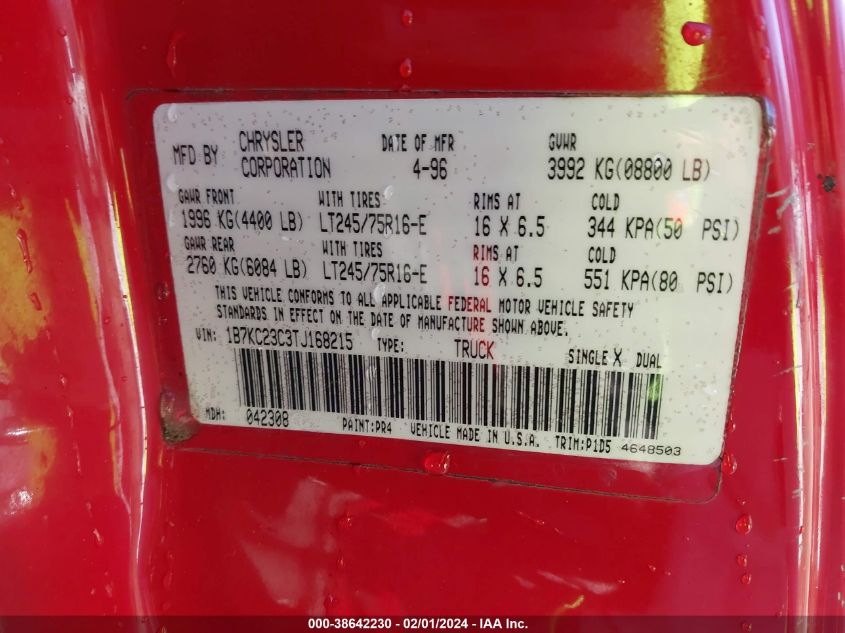 MFD BY CHRYSLER CORPORATION DATE OF MFR 4-96 GVWR 3992 KG(08800 LB)
GAWR FRONT WITH TIRES RIMS AT COLD
1996 KG(4400 LB) LT245/75R16-E 16 X 6.5 344 KPA(50 PSI)
GAWR REAR WITH TIRES RIMS AT COLD
2760 KG(6084 LB) LT245/75R16-E 16 X 6.5 551 KPA(80 PSI)
THIS VEHICLE CONFORMS TO ALL APPLICABLE FEDERAL MOTOR VEHICLE SAFETY
STANDARDS IN EFFECT ON THE DATE OF MANUFACTURE SHOWN ABOVE.
VIN: 1B7KC23C3TJ168215 TYPE: TRUCK SINGLE X DUAL
MDH: 042308 PAINT:PR4 VEHICLE MADE IN U.S.A. TRIM:P1D5 4648503
000-38642230 - 02/01/2024 - IAA Inc.